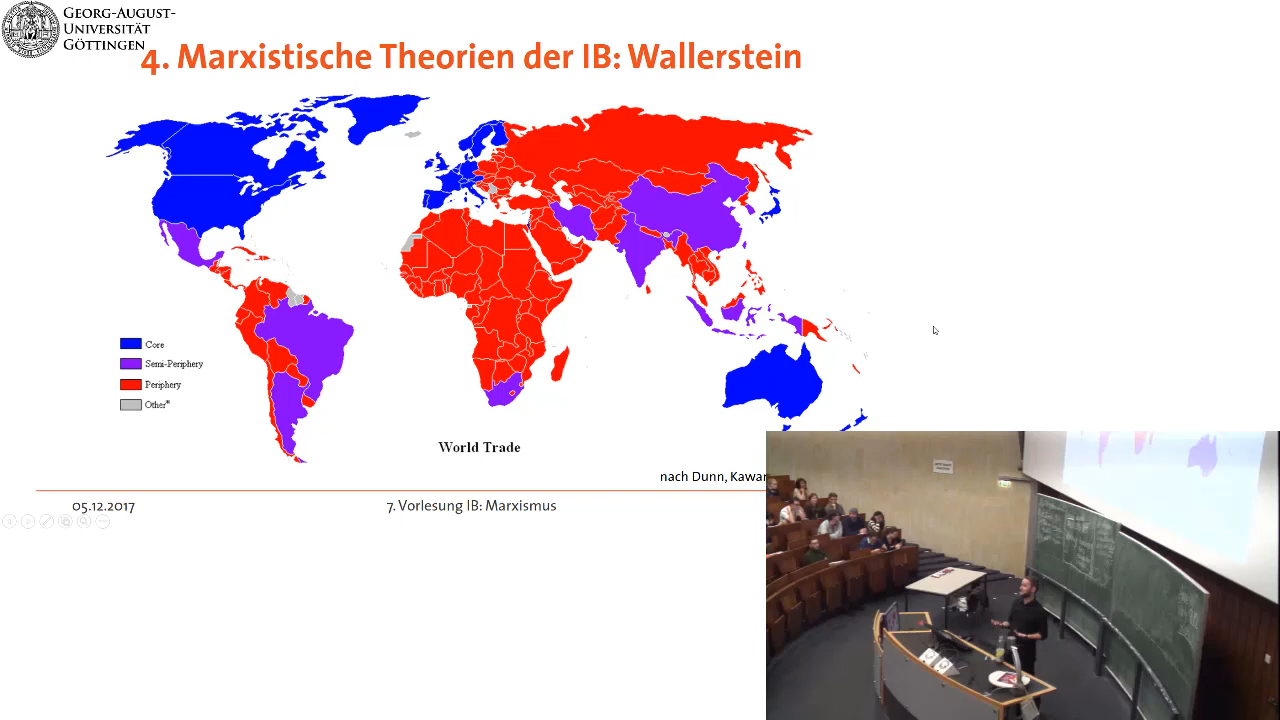 GEORG-AUGUST-
UNIVERSITÄT
GÖTTINGEN
4. Marxistische Theorien der IB: Wallerstein
Core
Semi-Periphery
Periphery
Other*
World Trade
nach Dunn, Kawan
05.12.2017
7. Vorlesung IB: Marxismus